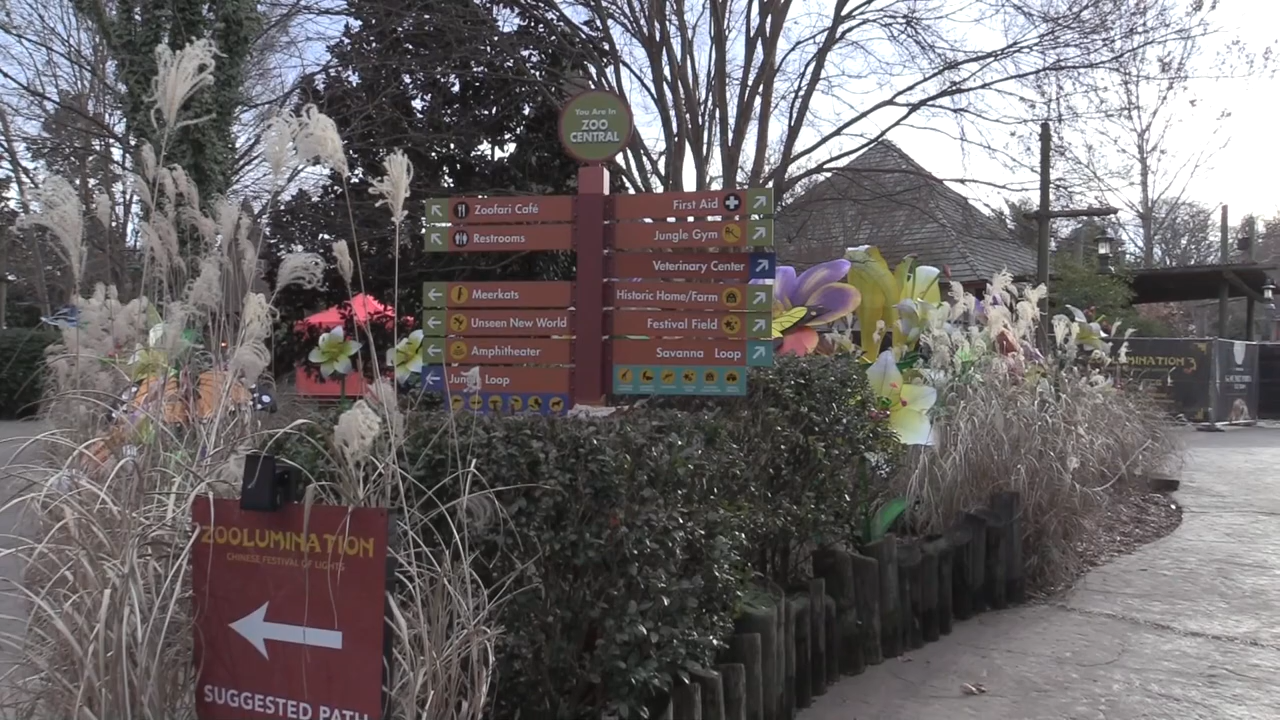 You Are In
ZOO
CENTRAL
Zoofari Café
Restrooms
Meerkats
Unseen New World
Amphitheater
Jungle Loop
First Aid
Jungle Gym
Veterinary Center
Historic Home/Farm
Festival Field
Savanna Loop
ZOOLUMINATION
CHINESE FESTIVAL OF LIGHTS
SUGGESTED PATH